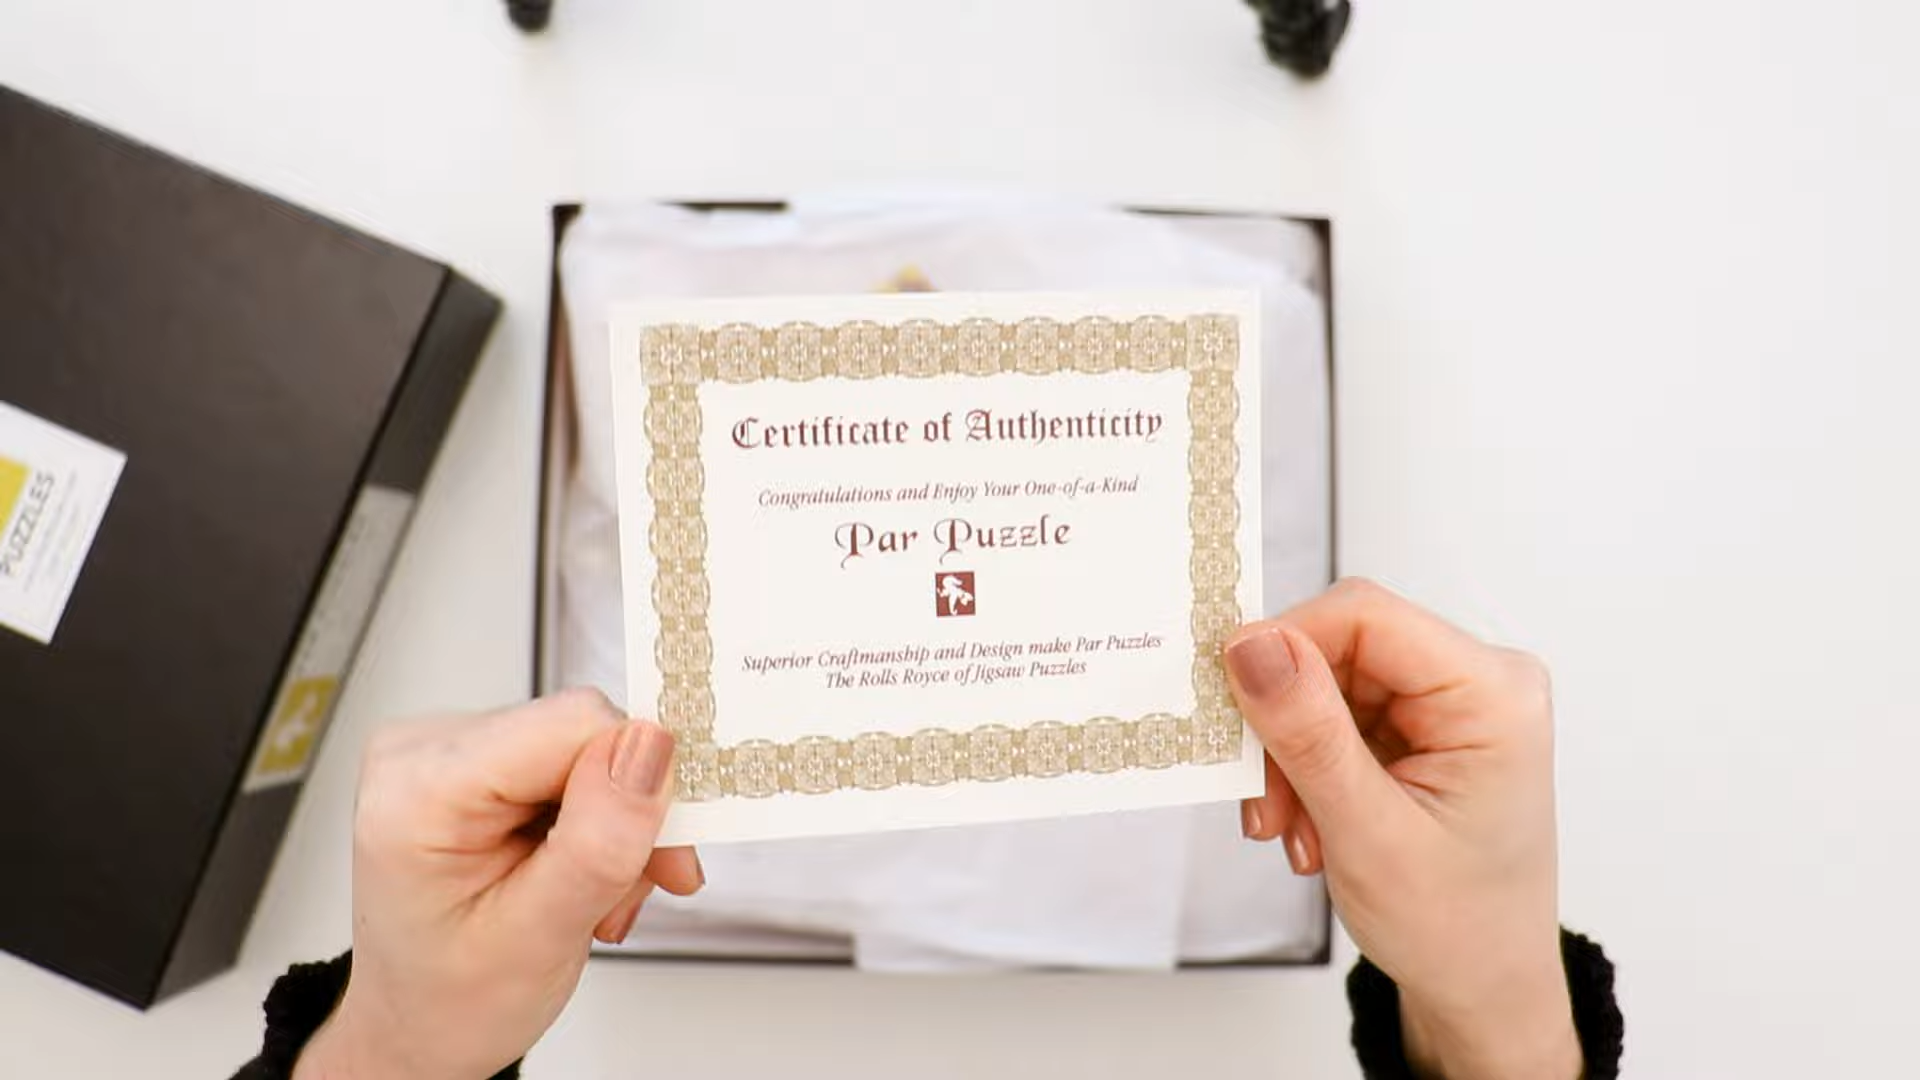 Certificate of Authenticity
Congratulations and Enjoy Your One-of-a-Kind
Par Puzzle
Superior Craftmanship and Design make Par Puzzles
The Rolls Royce of Jigsaw Puzzles
PUZZLES